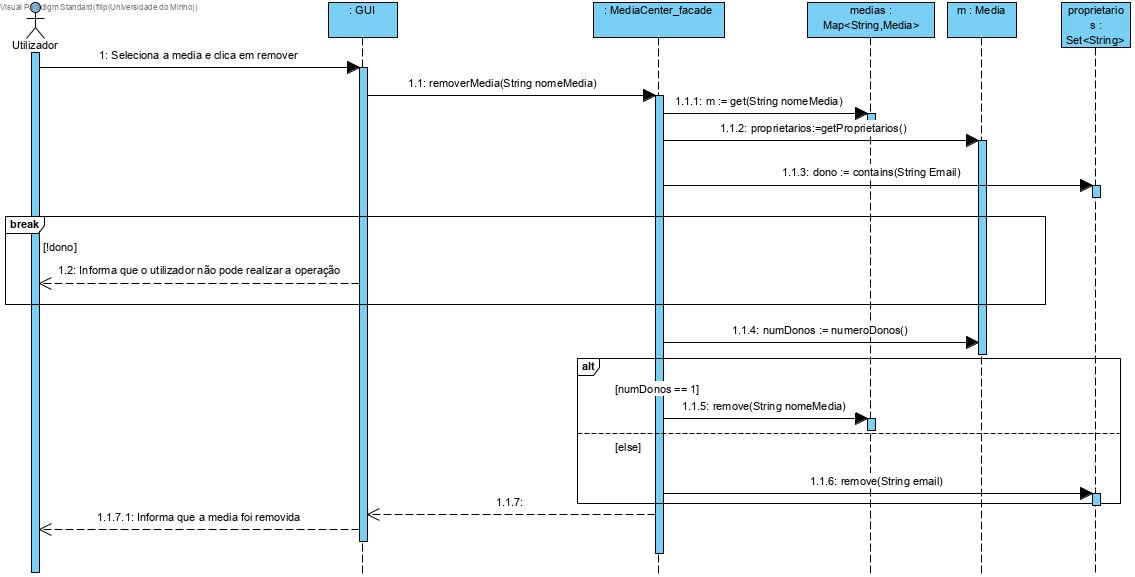 Visual Paradigm Standard(filip(Universidade do Minho))
Utilizador
: GUI
: MediaCenter_facade
medias :
Map<String,Media>
m : Media
proprietario
s :
Set<String>
1: Seleciona a media e clica em remover
1.1: removerMedia(String nomeMedia)
1.1.1: m := get(String nomeMedia)
1.1.2: proprietarios:=getProprietarios()
1.1.3: dono := contains(String Email)
break
[!dono]
1.2: Informa que o utilizador não pode realizar a operação
1.1.4: numDonos := numeroDonos()
alt
[numDonos == 1]
1.1.5: remove(String nomeMedia)
[else]
1.1.6: remove(String email)
1.1.7:
1.1.7.1: Informa que a media foi removida